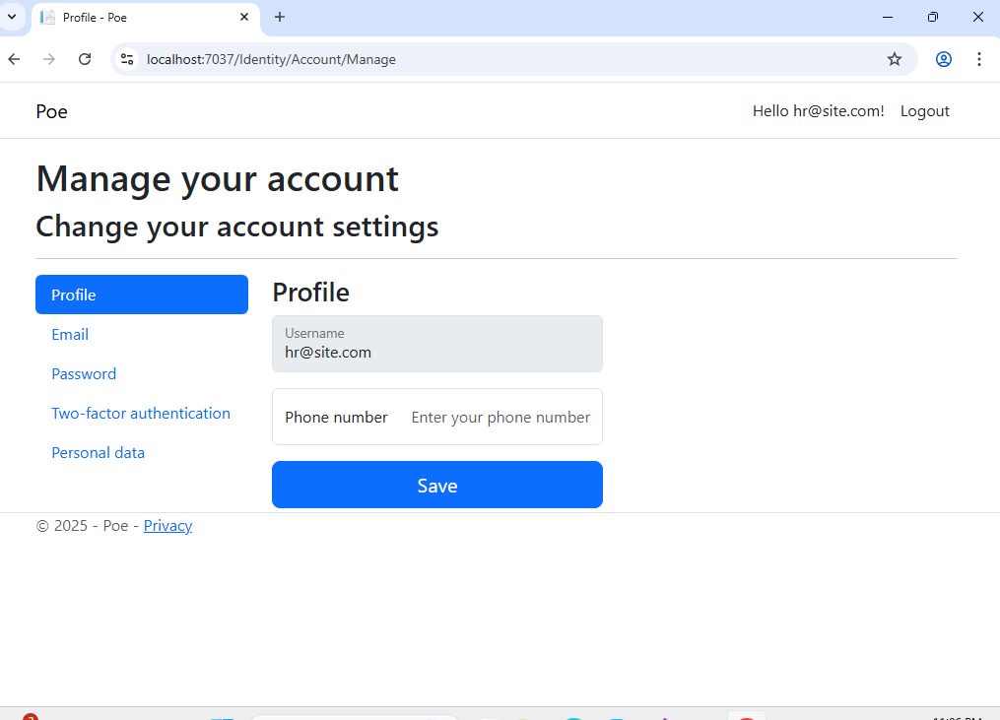 Profile - Poe
localhost:7037/Identity/Account/Manage
Poe
Hello hr@site.com! Logout
Manage your account
Change your account settings
Profile
Email
Password
Two-factor authentication
Personal data
Profile
Username
hr@site.com
Phone number Enter your phone number
Save
© 2025 - Poe - Privacy